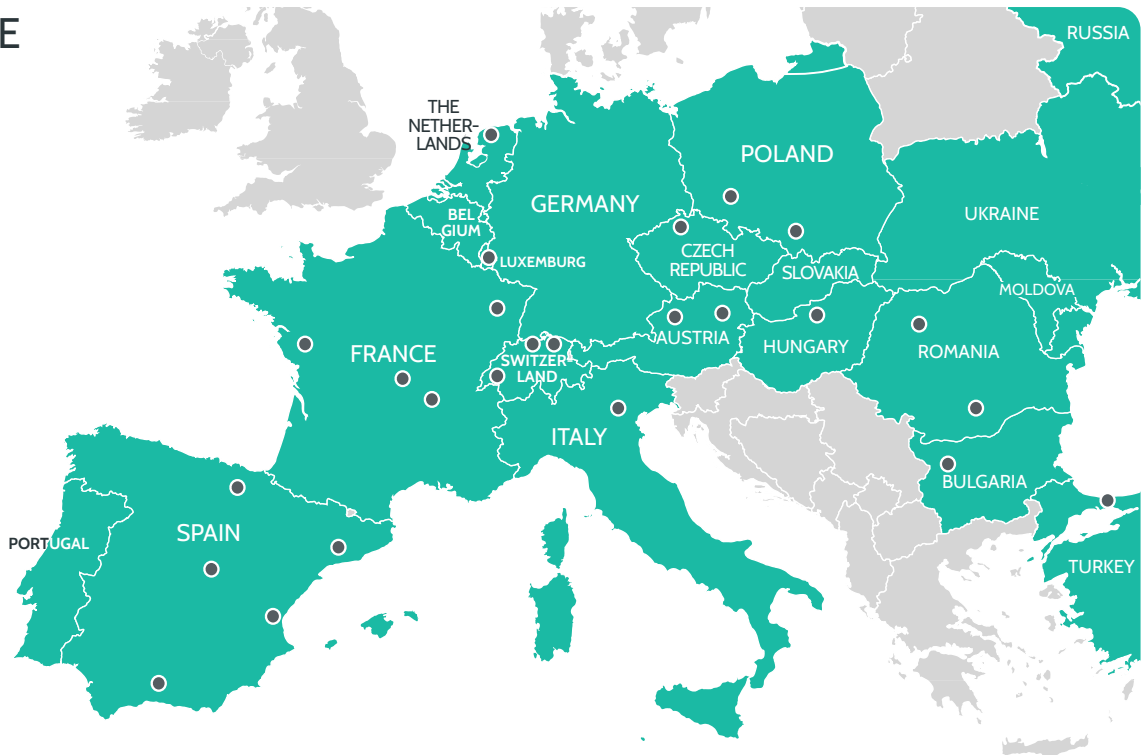 E
RUSSIA
THE
NETHER-
LANDS
POLAND
GERMANY
UKRAINE
BEL
GIUM
CZECH
REPUBLIC
LUXEMBURG
SLOVAKIA
MOLDOVA
AUSTRIA
HUNGARY
ROMANIA
FRANCE
SWITZER-
LAND
ITALY
BULGARIA
SPAIN
PORTUGAL
TURKEY